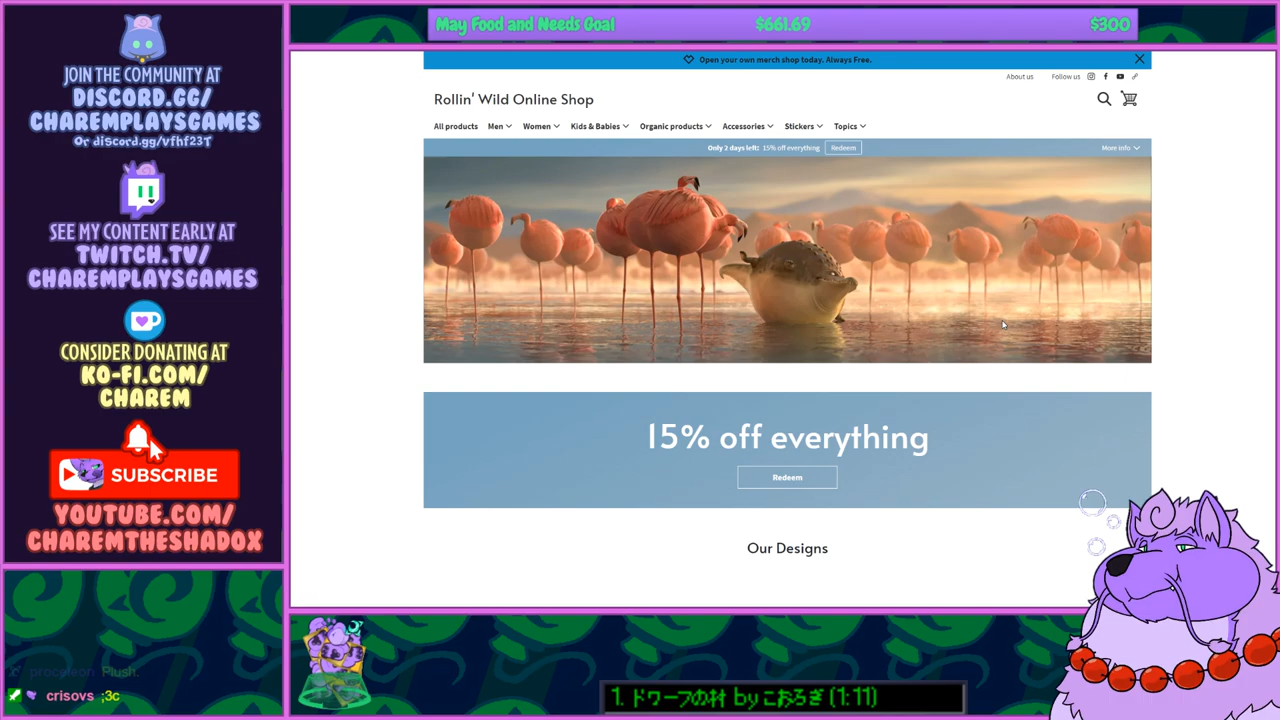 JOIN THE COMMUNITY AT
DISCORD.GG/
CHAREMPLAYSGAMES
Or discord.gg/vfhf23T
SEE MY CONTENT EARLY AT
TWITCH.TV/
CHAREMPLAYSGAMES
CONSIDER DONATING AT
KO-FI.COM/
CHAREM
SUBSCRIBE
YOUTUBE.COM/
CHAREMTHESHADOX
proceleon Plush.
crisovs ;3c
May Food and Needs Goal $661.69 $300
Open your own merch shop today. Always Free.
About us Follow us
Rollin' Wild Online Shop
All products Men Women Kids & Babies Organic products Accessories Stickers Topics
Only 2 days left: 15% off everything Redeem More info
15% off everything
Redeem
Our Designs
1. ドワーフの村 by こおろぎ (1:11)